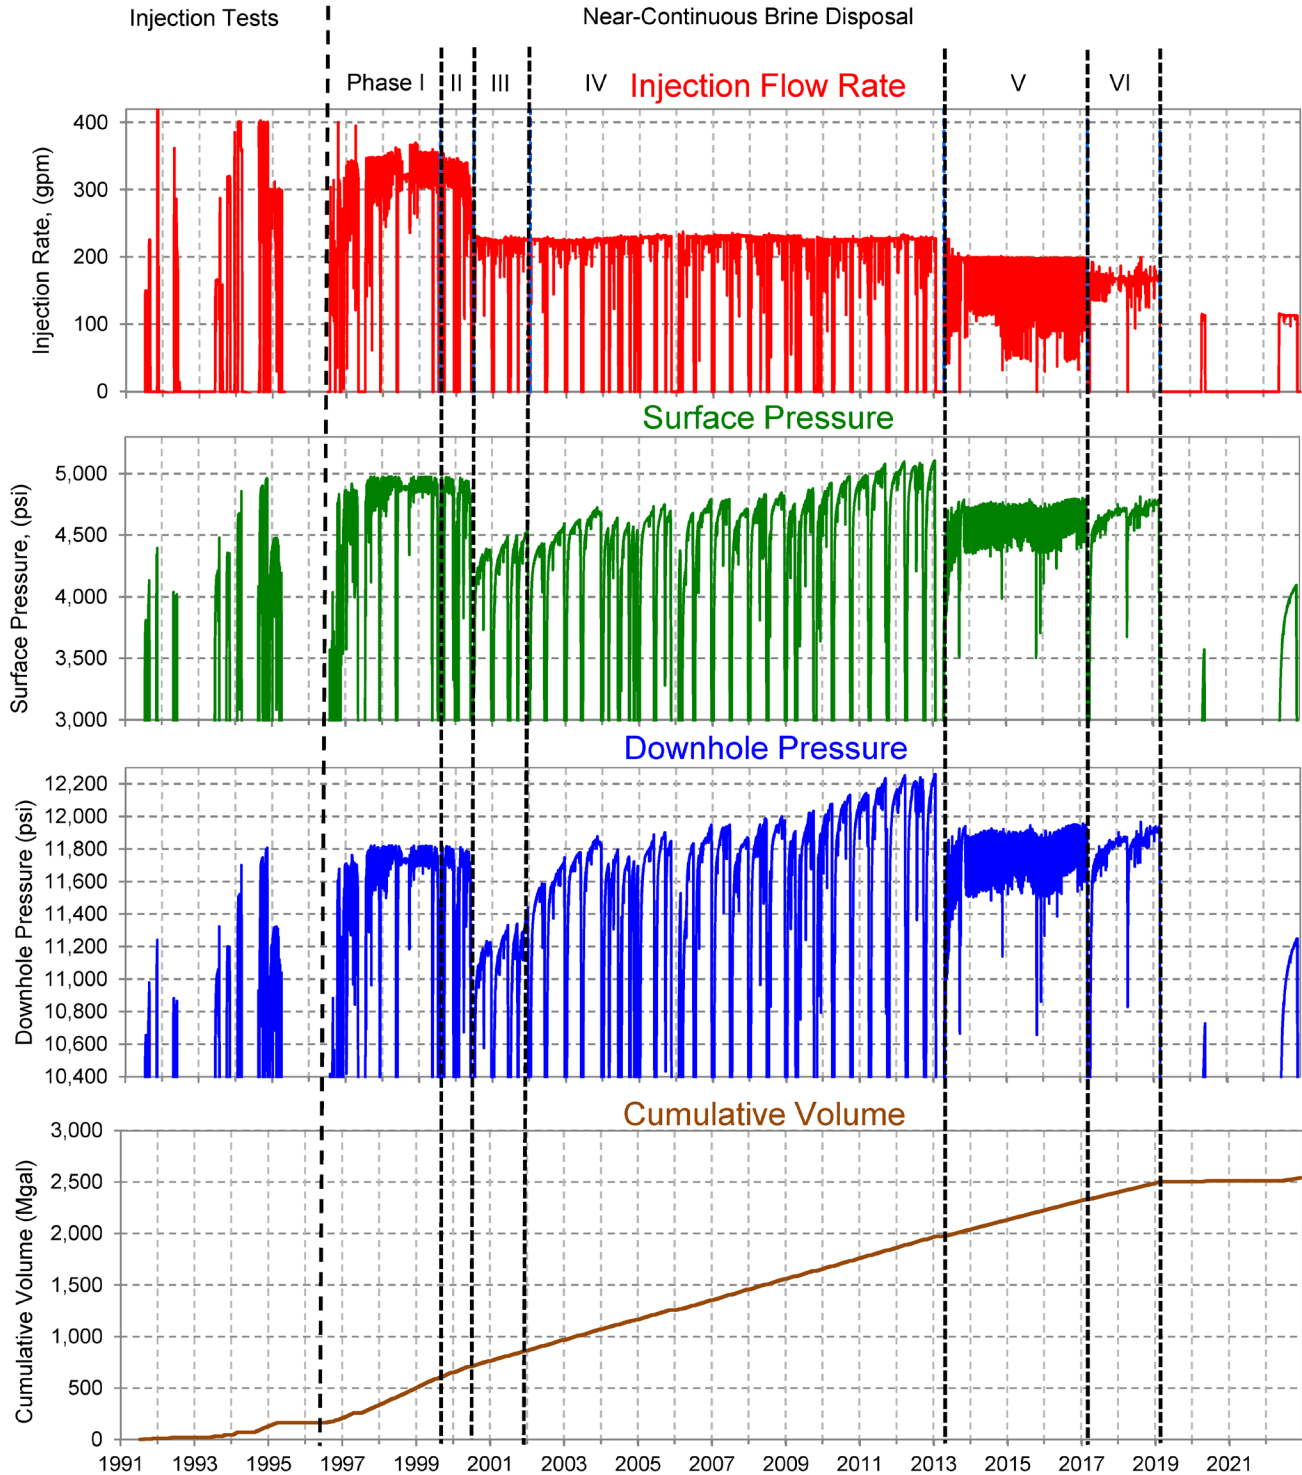 Injection Tests
Near-Continuous Brine Disposal
Phase I
II
III
IV
Injection Flow Rate
V
VI
Injection Rate, (gpm)
400
300
200
100
0
Surface Pressure
Surface Pressure, (psi)
5,000
4,500
4,000
3,500
3,000
Downhole Pressure
Downhole Pressure (psi)
12,200
12,000
11,800
11,600
11,400
11,200
11,000
10,800
10,600
10,400
Cumulative Volume
Cumulative Volume (Mgal)
3,000
2,500
2,000
1,500
1,000
500
0
1991 1993 1995 1997 1999 2001 2003 2005 2007 2009 2011 2013 2015 2017 2019 2021